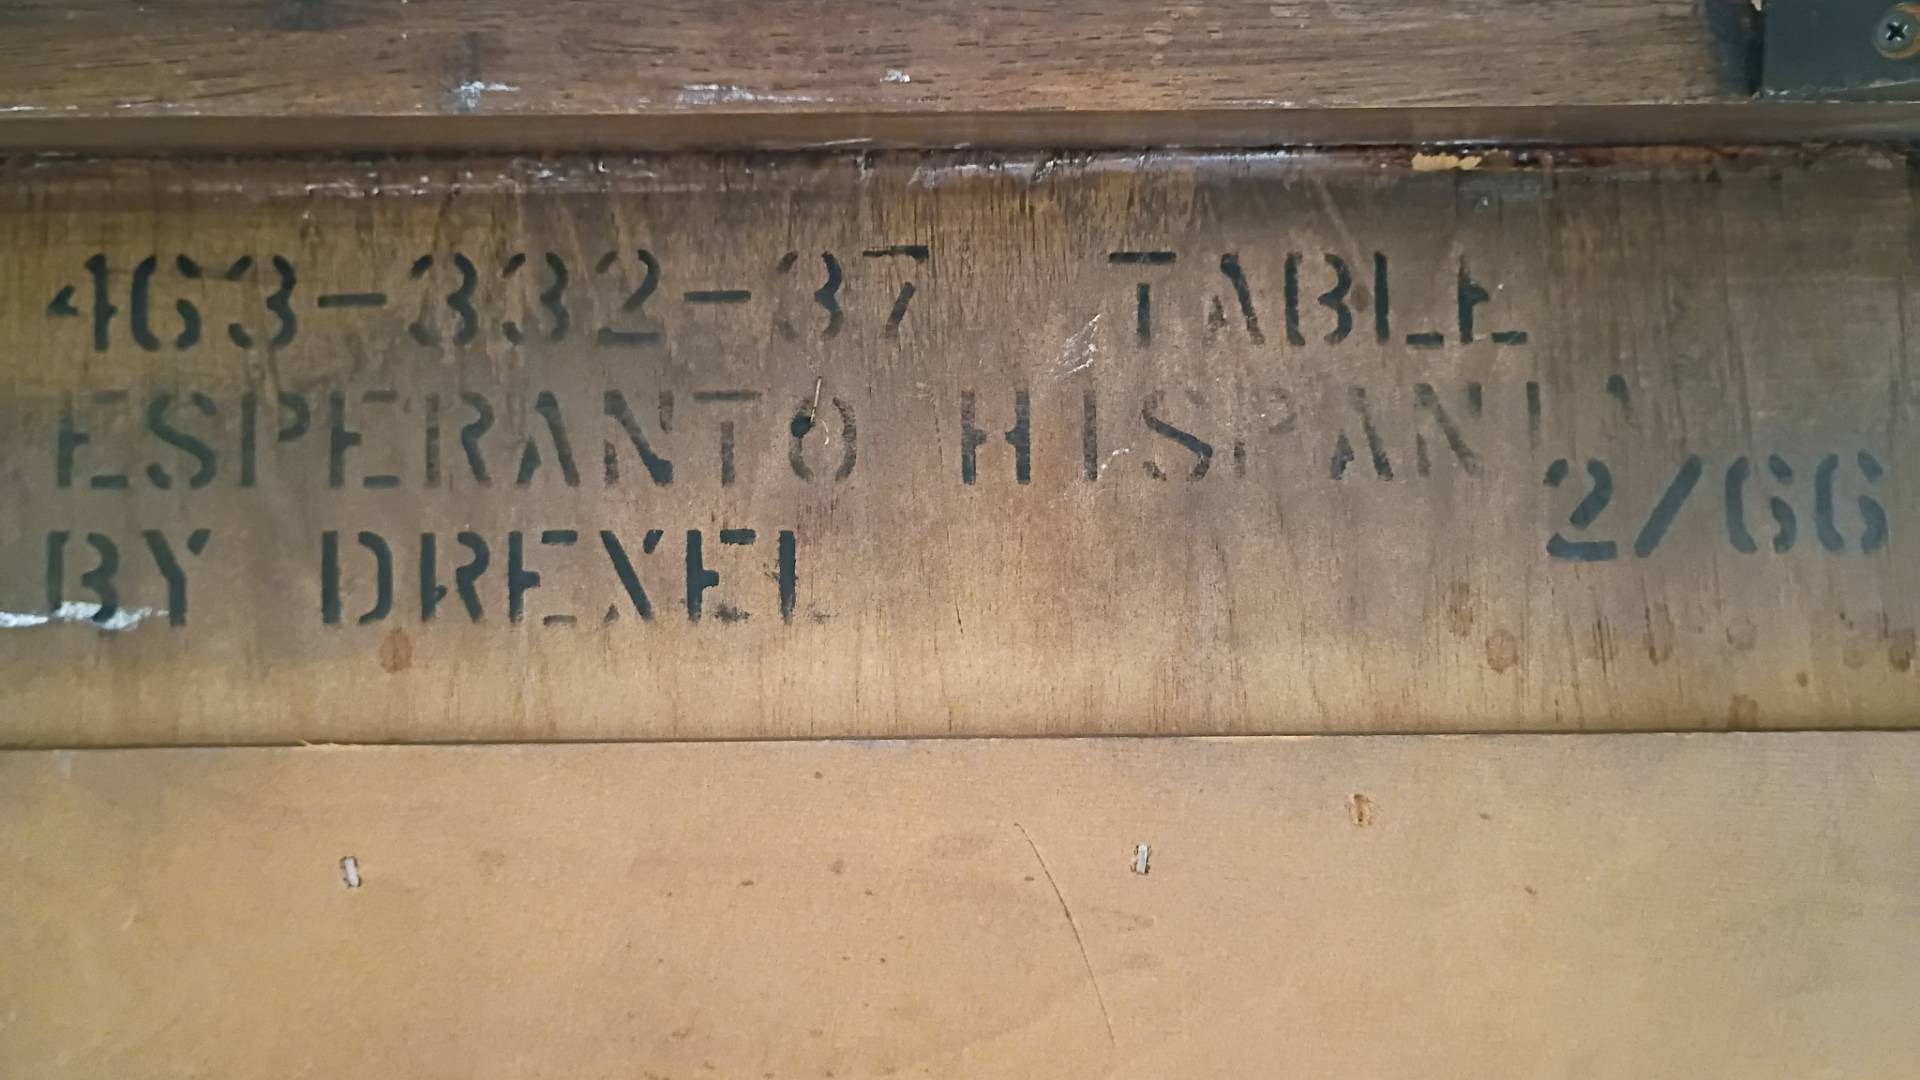 463-332-37 TABLE
ESPERANTO HISPANIA
2/66
BY DREXEL